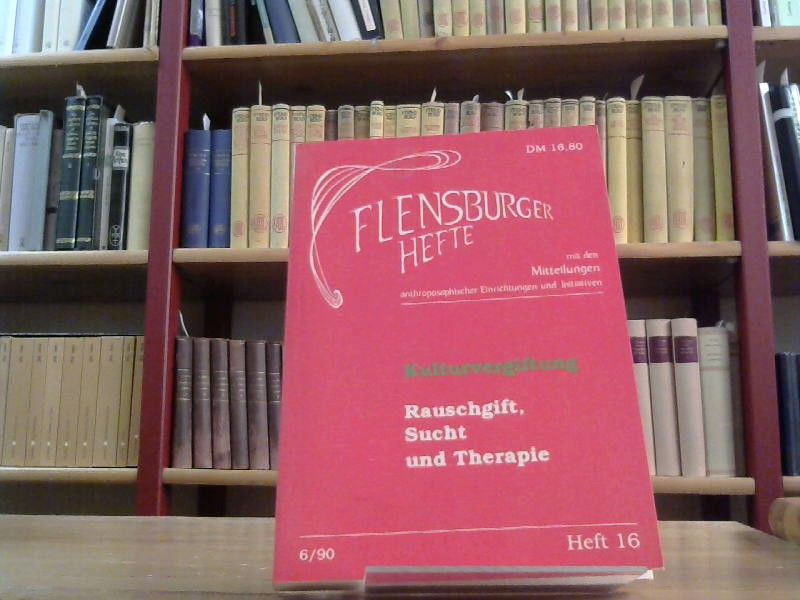 DM 16,80
FLENSBURGER
HEFTE
mit den
Mitteilungen
anthroposophischer Einrichtungen und Initiativen
Kulturvergiftung
Rauschgift,
Sucht
und Therapie
6/90
Heft 16